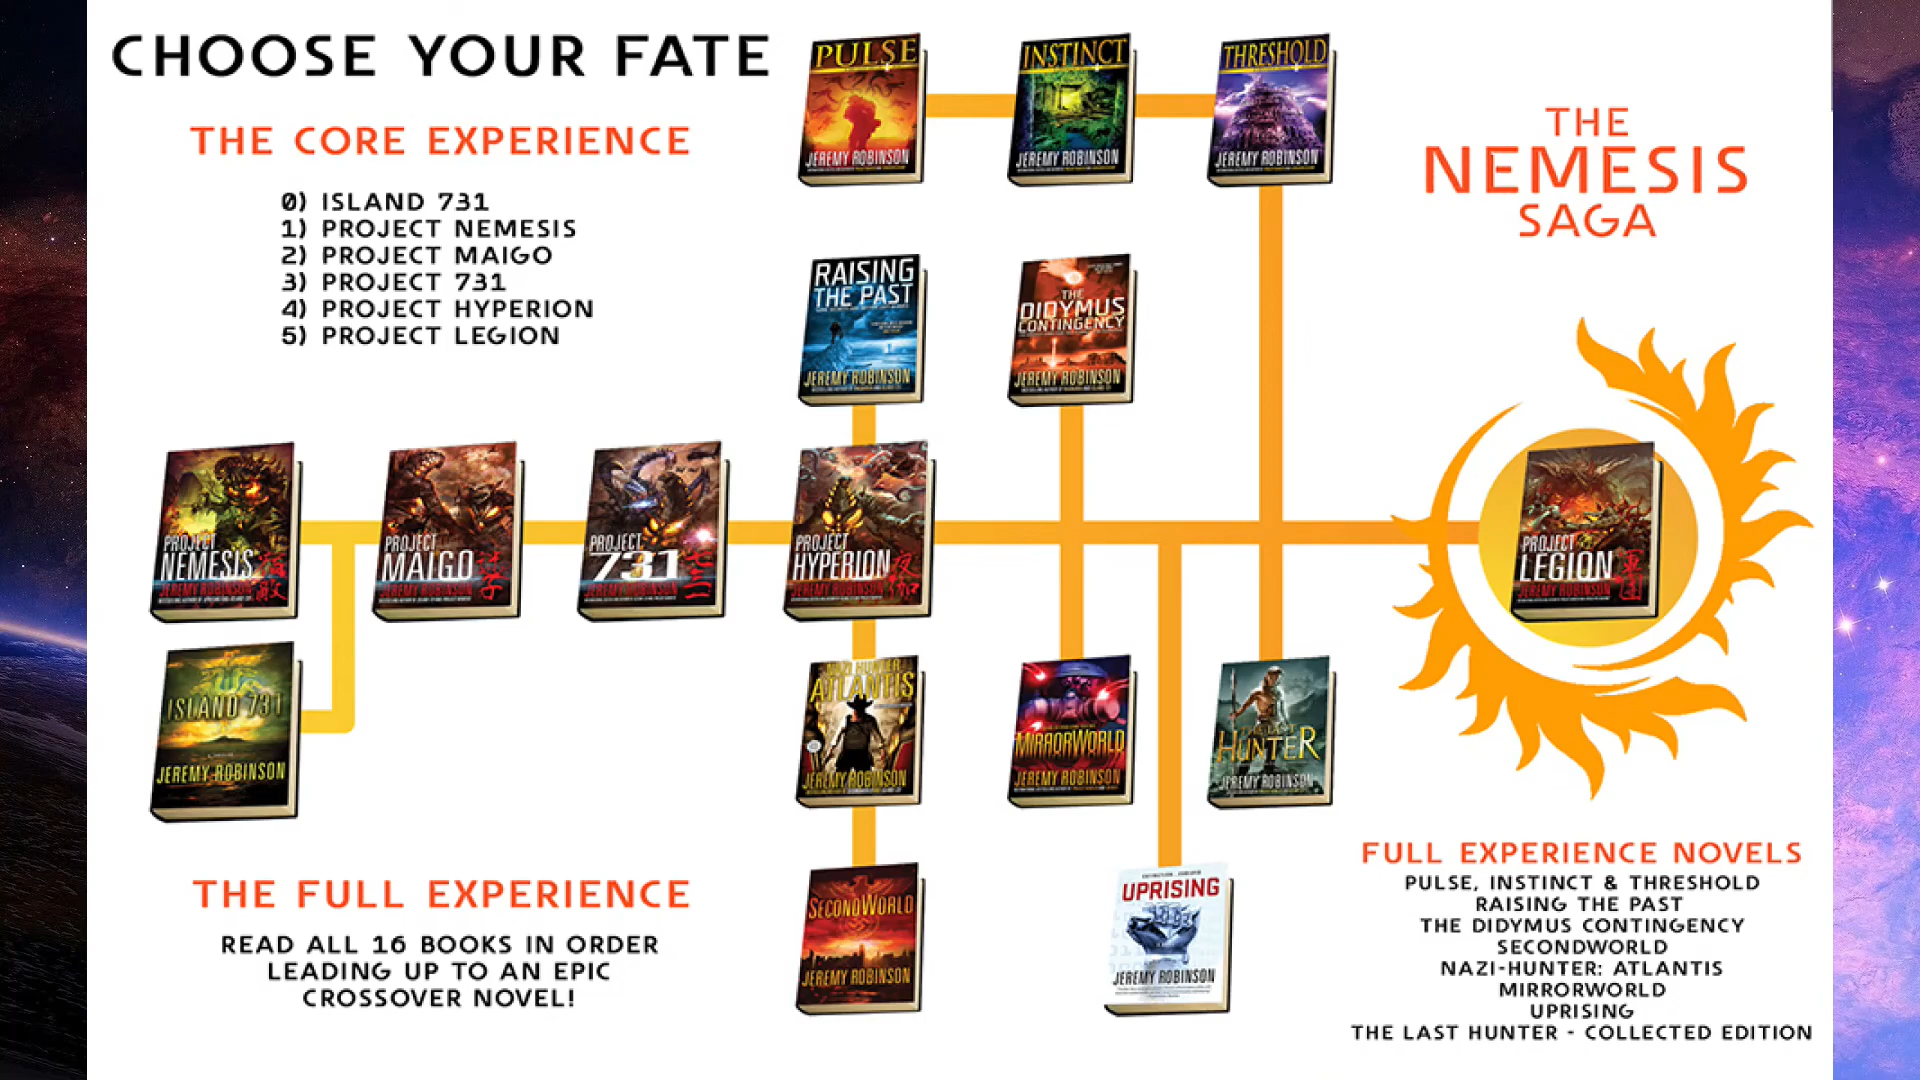 CHOOSE YOUR FATE
THE CORE EXPERIENCE
0) ISLAND 731
1) PROJECT NEMESIS
2) PROJECT MAIGO
3) PROJECT 731
4) PROJECT HYPERION
5) PROJECT LEGION
PULSE
JEREMY ROBINSON
INSTINCT
JEREMY ROBINSON
THRESHOLD
JEREMY ROBINSON
THE
NEMESIS
SAGA
RAISING
THE PAST
JEREMY ROBINSON
THE
DIDYMUS
CONTINGENCY
JEREMY ROBINSON
PROJECT
NEMESIS
JEREMY ROBINSON
PROJECT
MAIGO
JEREMY ROBINSON
PROJECT
731
JEREMY ROBINSON
PROJECT
HYPERION
JEREMY ROBINSON
PROJECT
LEGION
JEREMY ROBINSON
ISLAND 731
JEREMY ROBINSON
NAZI HUNTER
ATLANTIS
JEREMY ROBINSON
MIRRORWORLD
JEREMY ROBINSON
THE LAST
HUNTER
JEREMY ROBINSON
SECONDWORLD
JEREMY ROBINSON
UPRISING
JEREMY ROBINSON
THE FULL EXPERIENCE
READ ALL 16 BOOKS IN ORDER
LEADING UP TO AN EPIC
CROSSOVER NOVEL!
FULL EXPERIENCE NOVELS
PULSE, INSTINCT & THRESHOLD
RAISING THE PAST
THE DIDYMUS CONTINGENCY
SECONDWORLD
NAZI-HUNTER: ATLANTIS
MIRRORWORLD
UPRISING
THE LAST HUNTER - COLLECTED EDITION